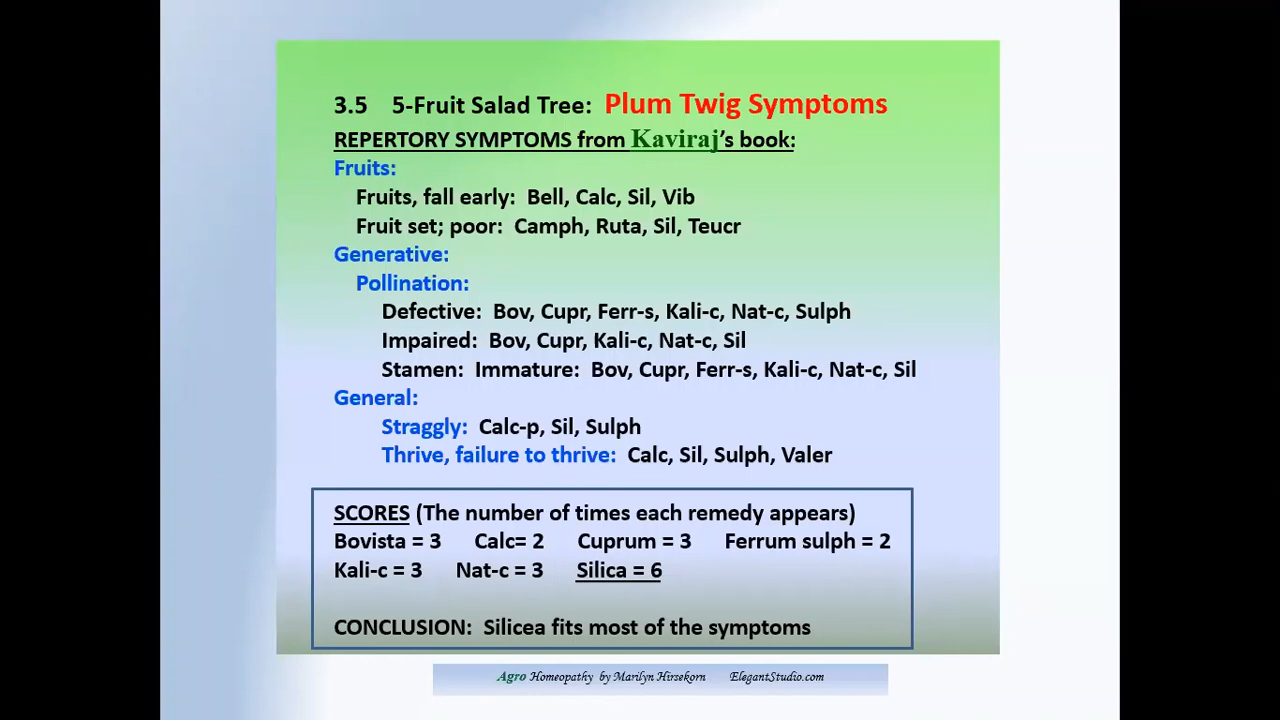 3.5 5-Fruit Salad Tree: Plum Twig Symptoms
REPERTORY SYMPTOMS from Kaviraj's book:
Fruits:
Fruits, fall early: Bell, Calc, Sil, Vib
Fruit set; poor: Camph, Ruta, Sil, Teucr
Generative:
Pollination:
Defective: Bov, Cupr, Ferr-s, Kali-c, Nat-c, Sulph
Impaired: Bov, Cupr, Kali-c, Nat-c, Sil
Stamen: Immature: Bov, Cupr, Ferr-s, Kali-c, Nat-c, Sil
General:
Straggly: Calc-p, Sil, Sulph
Thrive, failure to thrive: Calc, Sil, Sulph, Valer
SCORES (The number of times each remedy appears)
Bovista = 3 Calc= 2 Cuprum = 3 Ferrum sulph = 2
Kali-c = 3 Nat-c = 3 Silica = 6
CONCLUSION: Silicea fits most of the symptoms
Agro Homeopathy by Marilyn Hirsekorn ElegantStudio.com